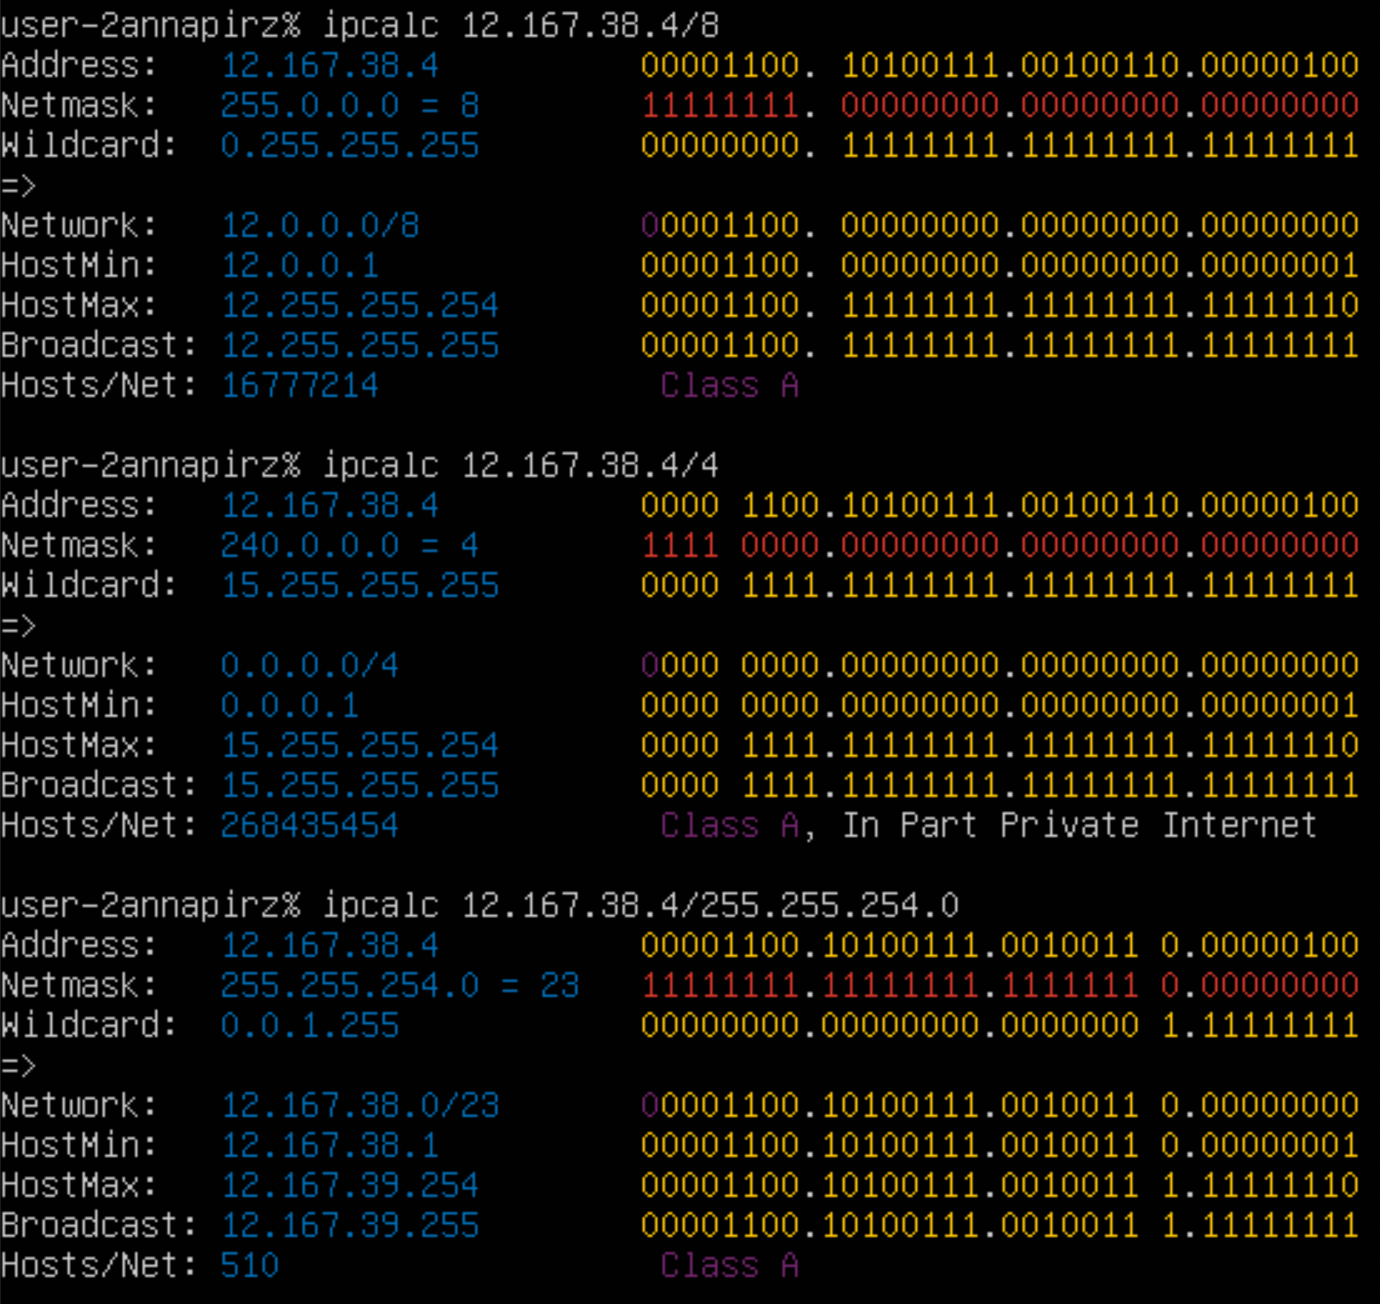 user-2annapirz% ipcalc 12.167.38.4/8
Address:   12.167.38.4          00001100. 10100111.00100110.00000100
Netmask:   255.0.0.0 = 8        11111111. 00000000.00000000.00000000
Wildcard:  0.255.255.255        00000000. 11111111.11111111.11111111
=>
Network:   12.0.0.0/8           00001100. 00000000.00000000.00000000
HostMin:   12.0.0.1             00001100. 00000000.00000000.00000001
HostMax:   12.255.255.254       00001100. 11111111.11111111.11111110
Broadcast: 12.255.255.255       00001100. 11111111.11111111.11111111
Hosts/Net: 16777214              Class A
user-2annapirz% ipcalc 12.167.38.4/4
Address:   12.167.38.4          0000 1100.10100111.00100110.00000100
Netmask:   240.0.0.0 = 4        1111 0000.00000000.00000000.00000000
Wildcard:  15.255.255.255       0000 1111.11111111.11111111.11111111
=>
Network:   0.0.0.0/4            0000 0000.00000000.00000000.00000000
HostMin:   0.0.0.1              0000 0000.00000000.00000000.00000001
HostMax:   15.255.255.254       0000 1111.11111111.11111111.11111110
Broadcast: 15.255.255.255       0000 1111.11111111.11111111.11111111
Hosts/Net: 268435454             Class A, In Part Private Internet
user-2annapirz% ipcalc 12.167.38.4/255.255.254.0
Address:   12.167.38.4          00001100.10100111.0010011 0.00000100
Netmask:   255.255.254.0 = 23   11111111.11111111.1111111 0.00000000
Wildcard:  0.0.1.255            00000000.00000000.0000000 1.11111111
=>
Network:   12.167.38.0/23       00001100.10100111.0010011 0.00000000
HostMin:   12.167.38.1          00001100.10100111.0010011 0.00000001
HostMax:   12.167.39.254        00001100.10100111.0010011 1.11111110
Broadcast: 12.167.39.255        00001100.10100111.0010011 1.11111111
Hosts/Net: 510                   Class A